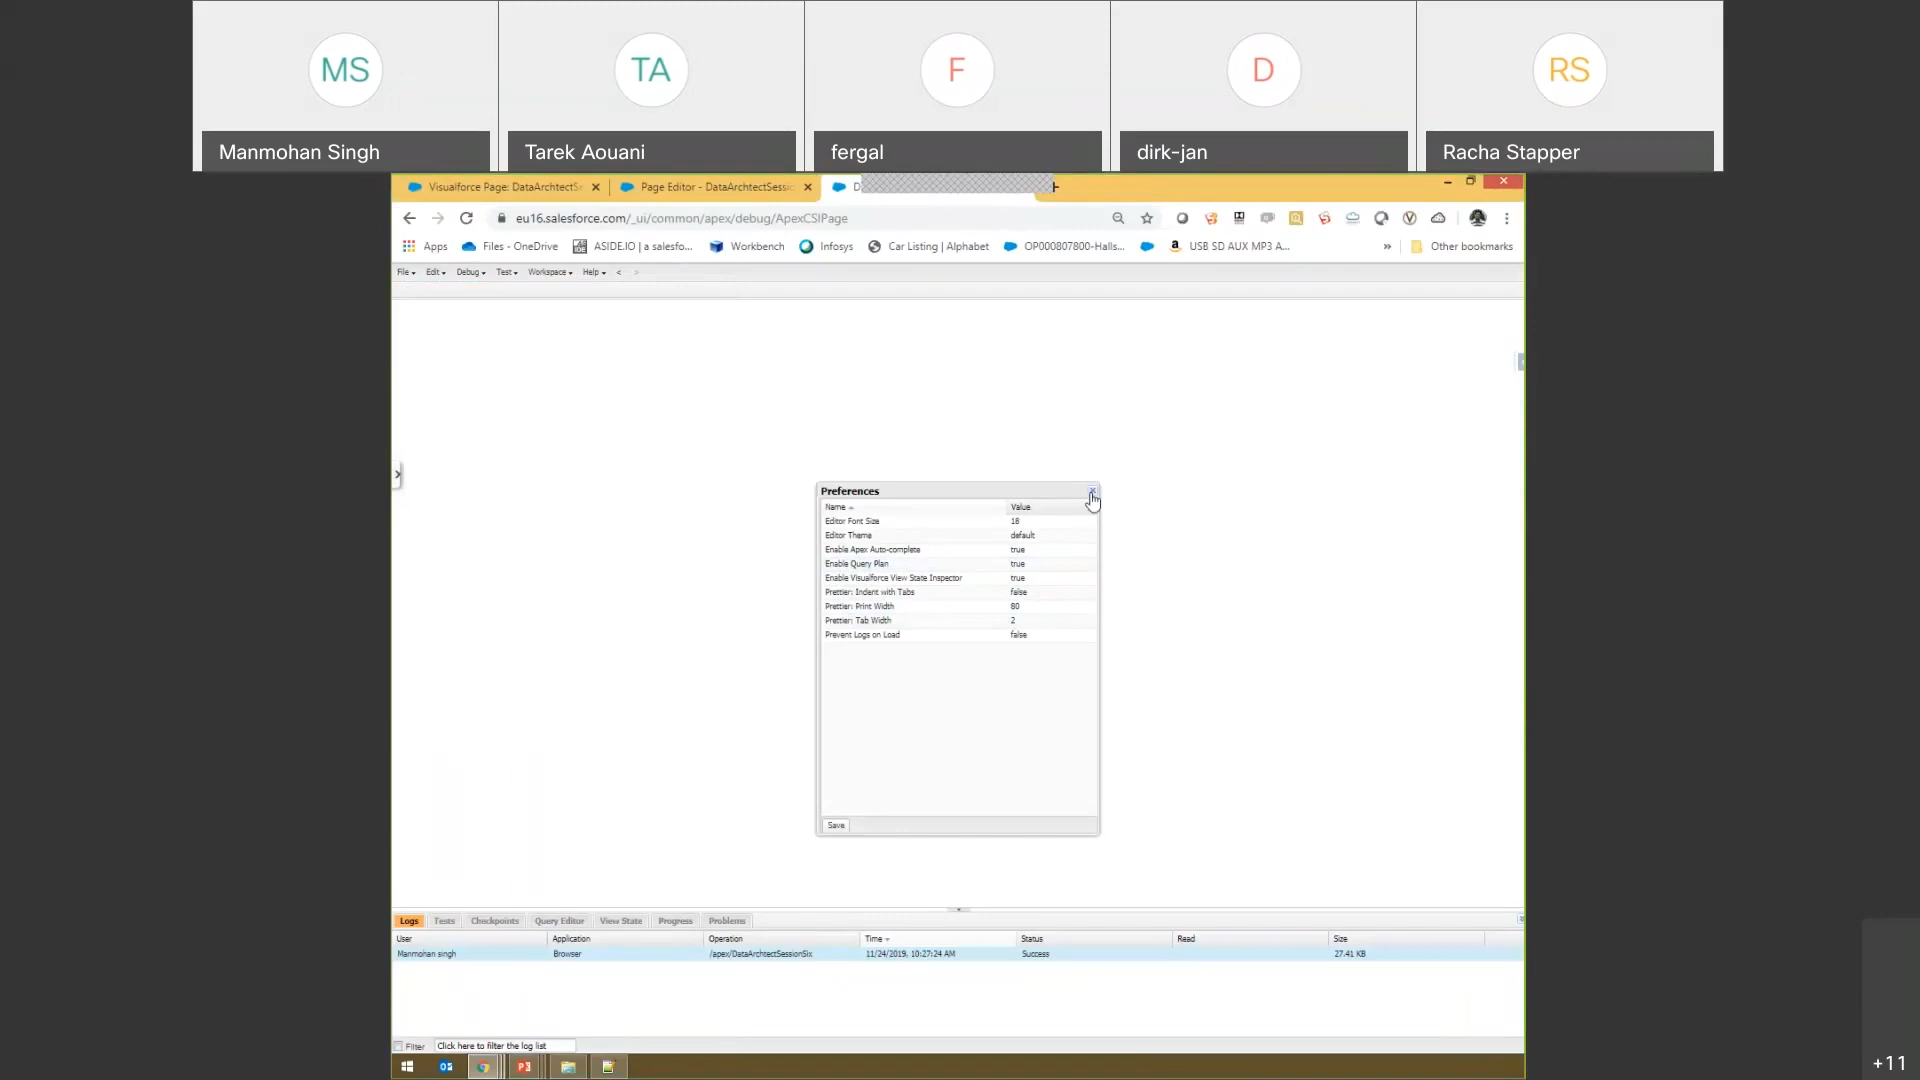 MS
TA
F
D
RS
Manmohan Singh
Tarek Aouani
fergal
dirk-jan
Racha Stapper
Visualforce Page: DataArchtectSe
Page Editor - DataArchtectSessio
D
eu16.salesforce.com/_ui/common/apex/debug/ApexCSIPage
Apps
Files - OneDrive
ASIDE.IO | a salesfo...
Workbench
Infosys
Car Listing | Alphabet
OP000807800-Halls...
USB SD AUX MP3 A...
»
Other bookmarks
File
Edit
Debug
Test
Workspace
Help
<
>
Preferences
Name
Value
Editor Font Size
18
Editor Theme
default
Enable Apex Auto-complete
true
Enable Query Plan
true
Enable Visualforce View State Inspector
true
Prettier: Indent with Tabs
false
Prettier: Print Width
80
Prettier: Tab Width
2
Prevent Logs on Load
false
Save
Logs
Tests
Checkpoints
Query Editor
View State
Progress
Problems
User
Application
Operation
Time
Status
Read
Size
Manmohan singh
Browser
/apex/DataArchtectSessionSix
11/24/2019, 10:27:24 AM
Success
27.41 KB
Filter
Click here to filter the log list
+11